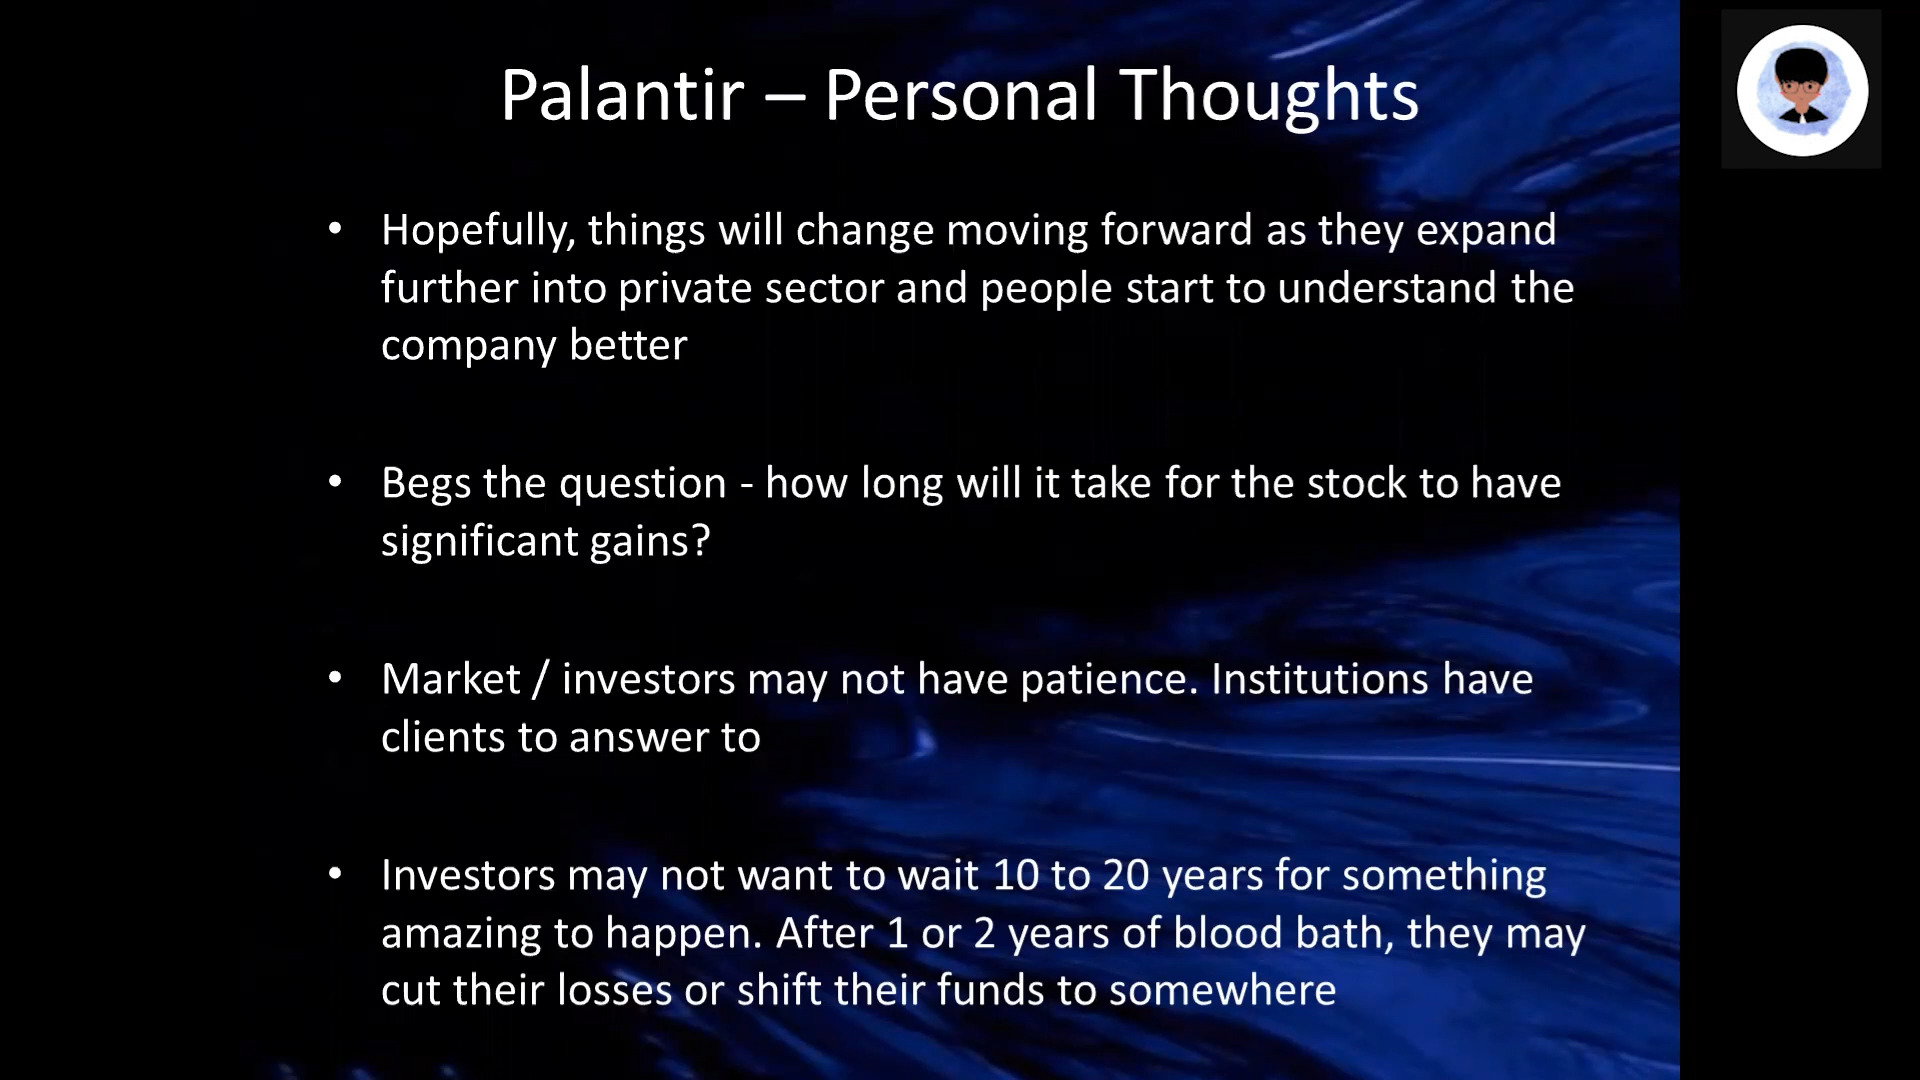 Palantir – Personal Thoughts
• Hopefully, things will change moving forward as they expand
further into private sector and people start to understand the
company better
• Begs the question - how long will it take for the stock to have
significant gains?
• Market / investors may not have patience. Institutions have
clients to answer to
• Investors may not want to wait 10 to 20 years for something
amazing to happen. After 1 or 2 years of blood bath, they may
cut their losses or shift their funds to somewhere